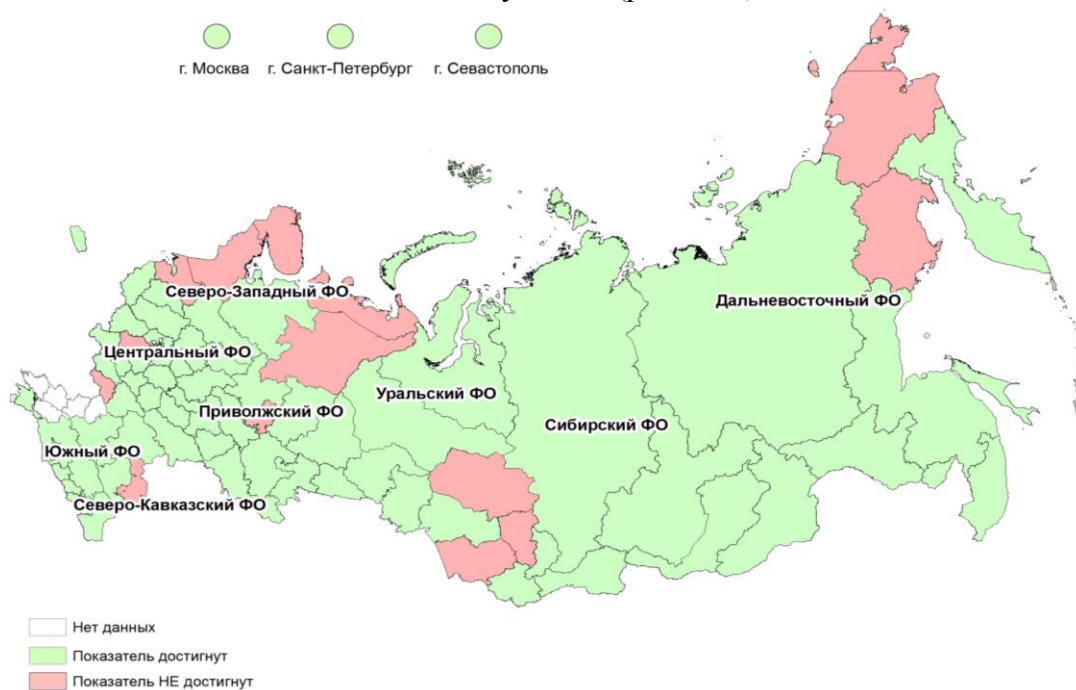 г. Москва г. Санкт-Петербург г. Севастополь
Северо-Западный ФО
Дальневосточный ФО
Центральный ФО
Уральский ФО
Приволжский ФО
Сибирский ФО
Южный ФО
Северо-Кавказский ФО
Нет данных
Показатель достигнут
Показатель НЕ достигнут